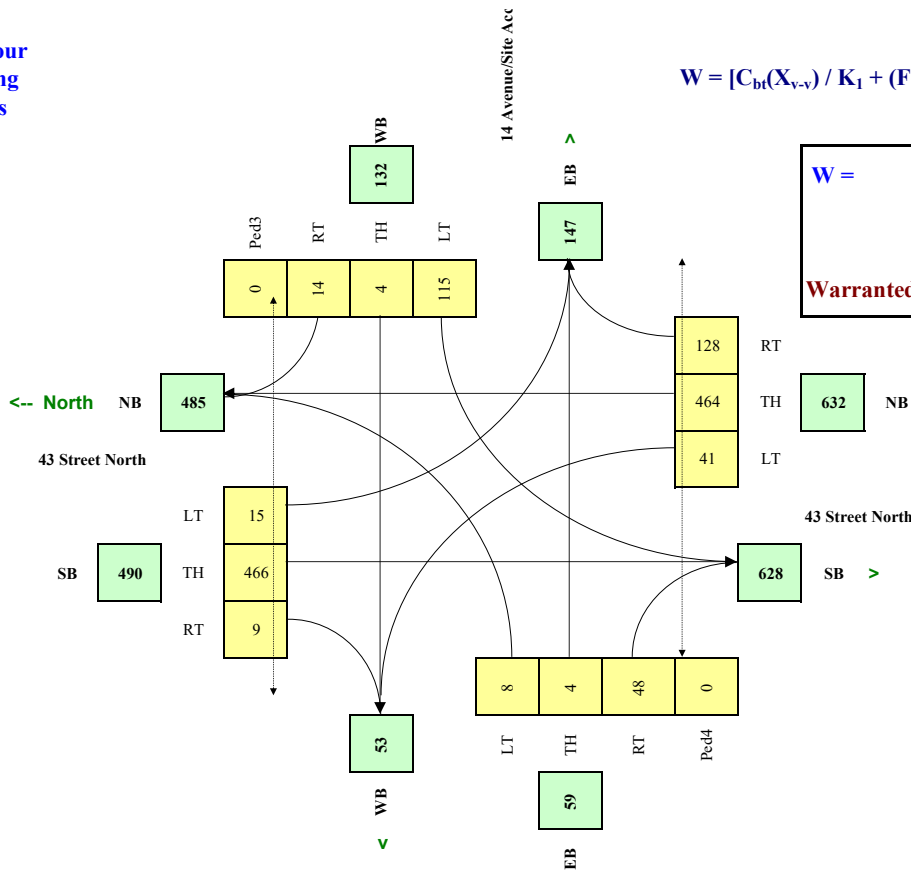 our
ng
s
14 Avenue/Site Acc
W = [C_bt(X_v-v) / K_1 + (F
WB
132
^
EB
147
W =
Warranted
Ped3
RT
TH
LT
0
14
4
115
128
RT
<-- North
NB
485
464
TH
632
NB
41
LT
43 Street North
LT
15
43 Street North
SB
490
TH
466
628
SB
>
RT
9
8
4
48
0
53
LT
TH
RT
Ped4
WB
59
v
EB